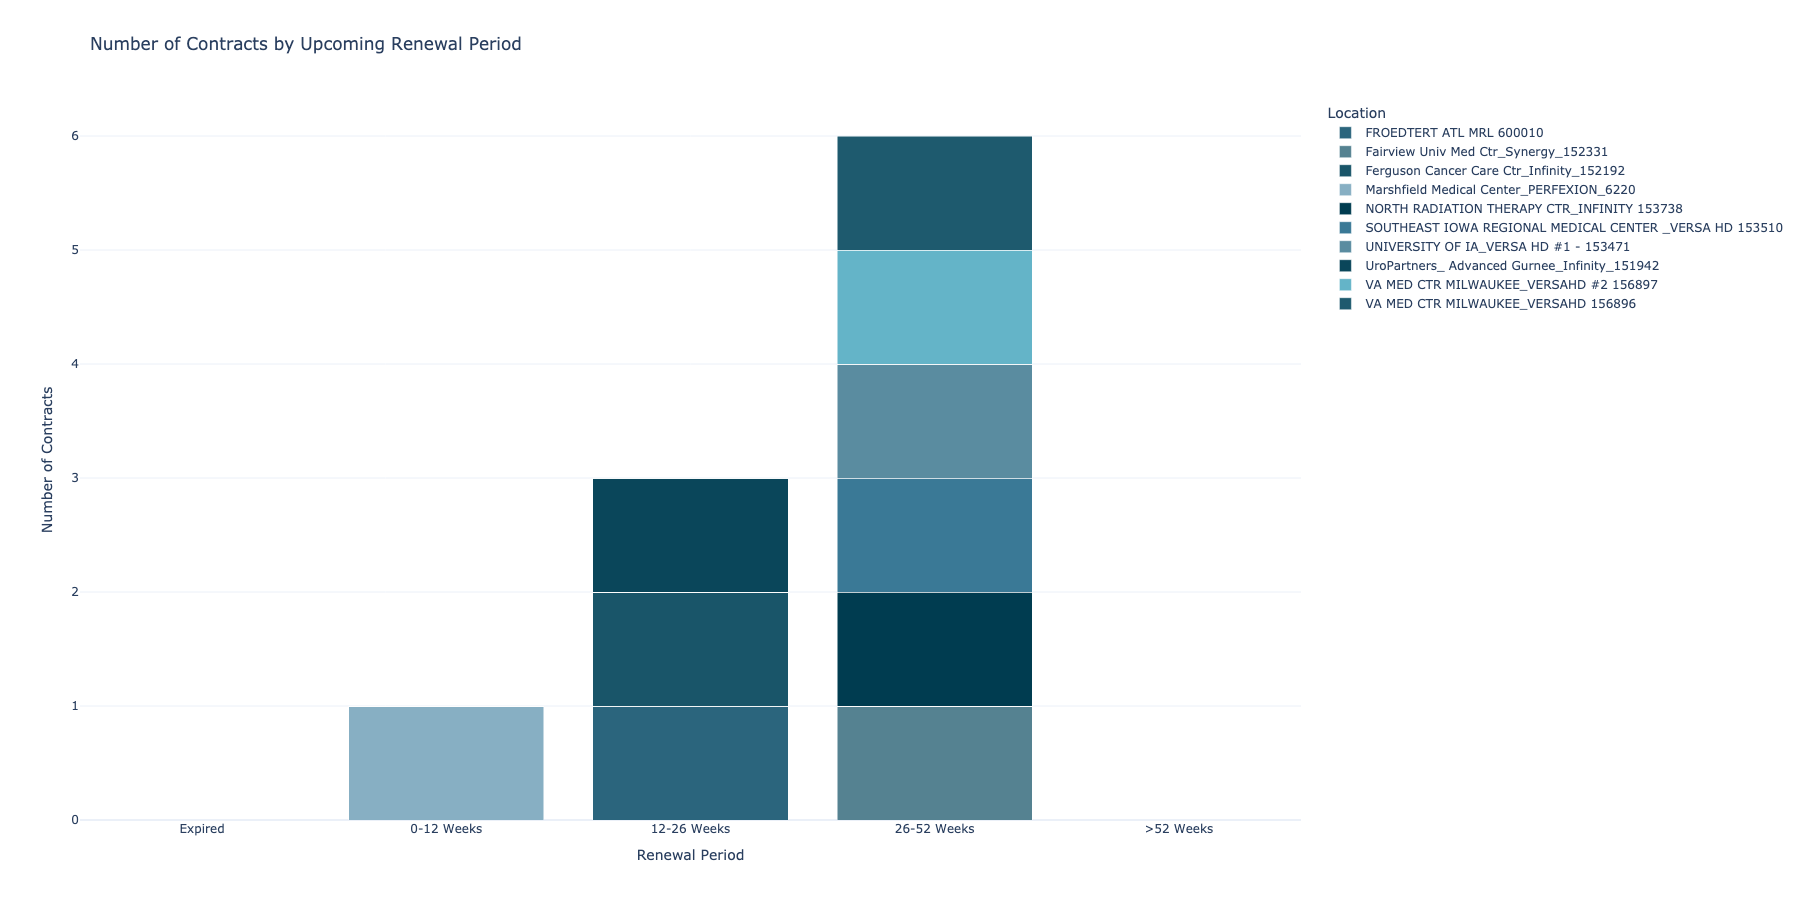 Number of Contracts by Upcoming Renewal Period
Location
FROEDTERT ATL MRL 600010
Fairview Univ Med Ctr_Synergy_152331
Ferguson Cancer Care Ctr_Infinity_152192
Marshfield Medical Center_PERFEXION_6220
NORTH RADIATION THERAPY CTR_INFINITY 153738
SOUTHEAST IOWA REGIONAL MEDICAL CENTER _VERSA HD 153510
UNIVERSITY OF IA_VERSA HD #1 - 153471
UroPartners_ Advanced Gurnee_Infinity_151942
VA MED CTR MILWAUKEE_VERSAHD #2 156897
VA MED CTR MILWAUKEE_VERSAHD 156896
Number of Contracts
6
5
4
3
2
1
0
Expired
0-12 Weeks
12-26 Weeks
26-52 Weeks
>52 Weeks
Renewal Period